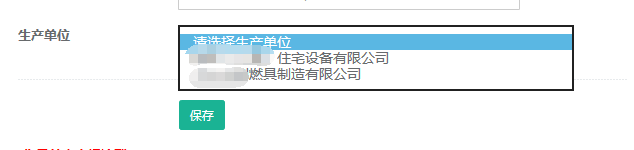 生产单位
请选择生产单位
住宅设备有限公司
燃具制造有限公司
保存